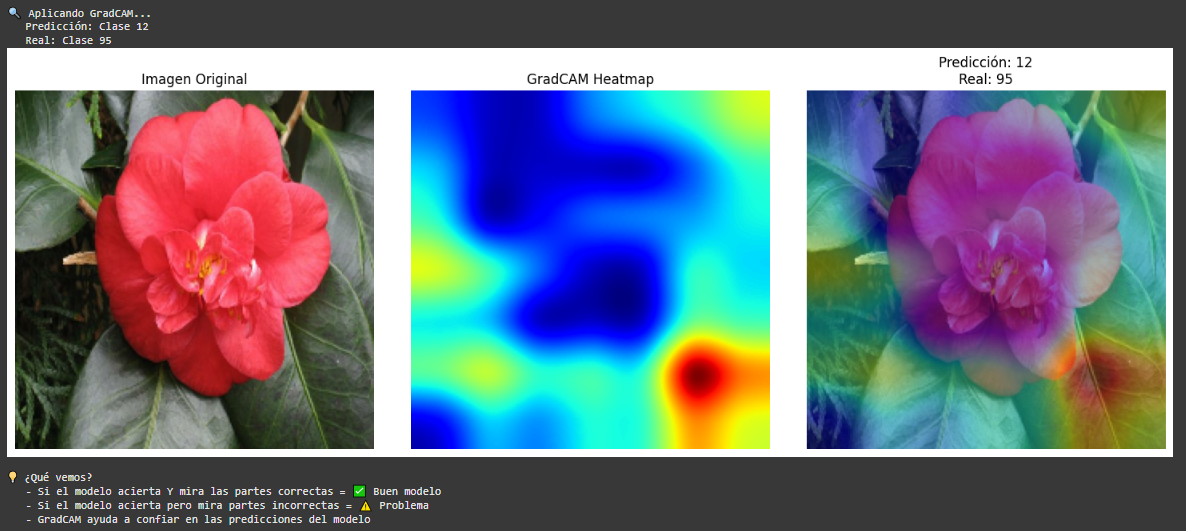 🔍 Aplicando GradCAM...
Predicción: Clase 12
Real: Clase 95
Imagen Original
GradCAM Heatmap
Predicción: 12
Real: 95
💡 ¿Qué vemos?
- Si el modelo acierta Y mira las partes correctas = ✅ Buen modelo
- Si el modelo acierta pero mira partes incorrectas = ⚠️ Problema
- GradCAM ayuda a confiar en las predicciones del modelo